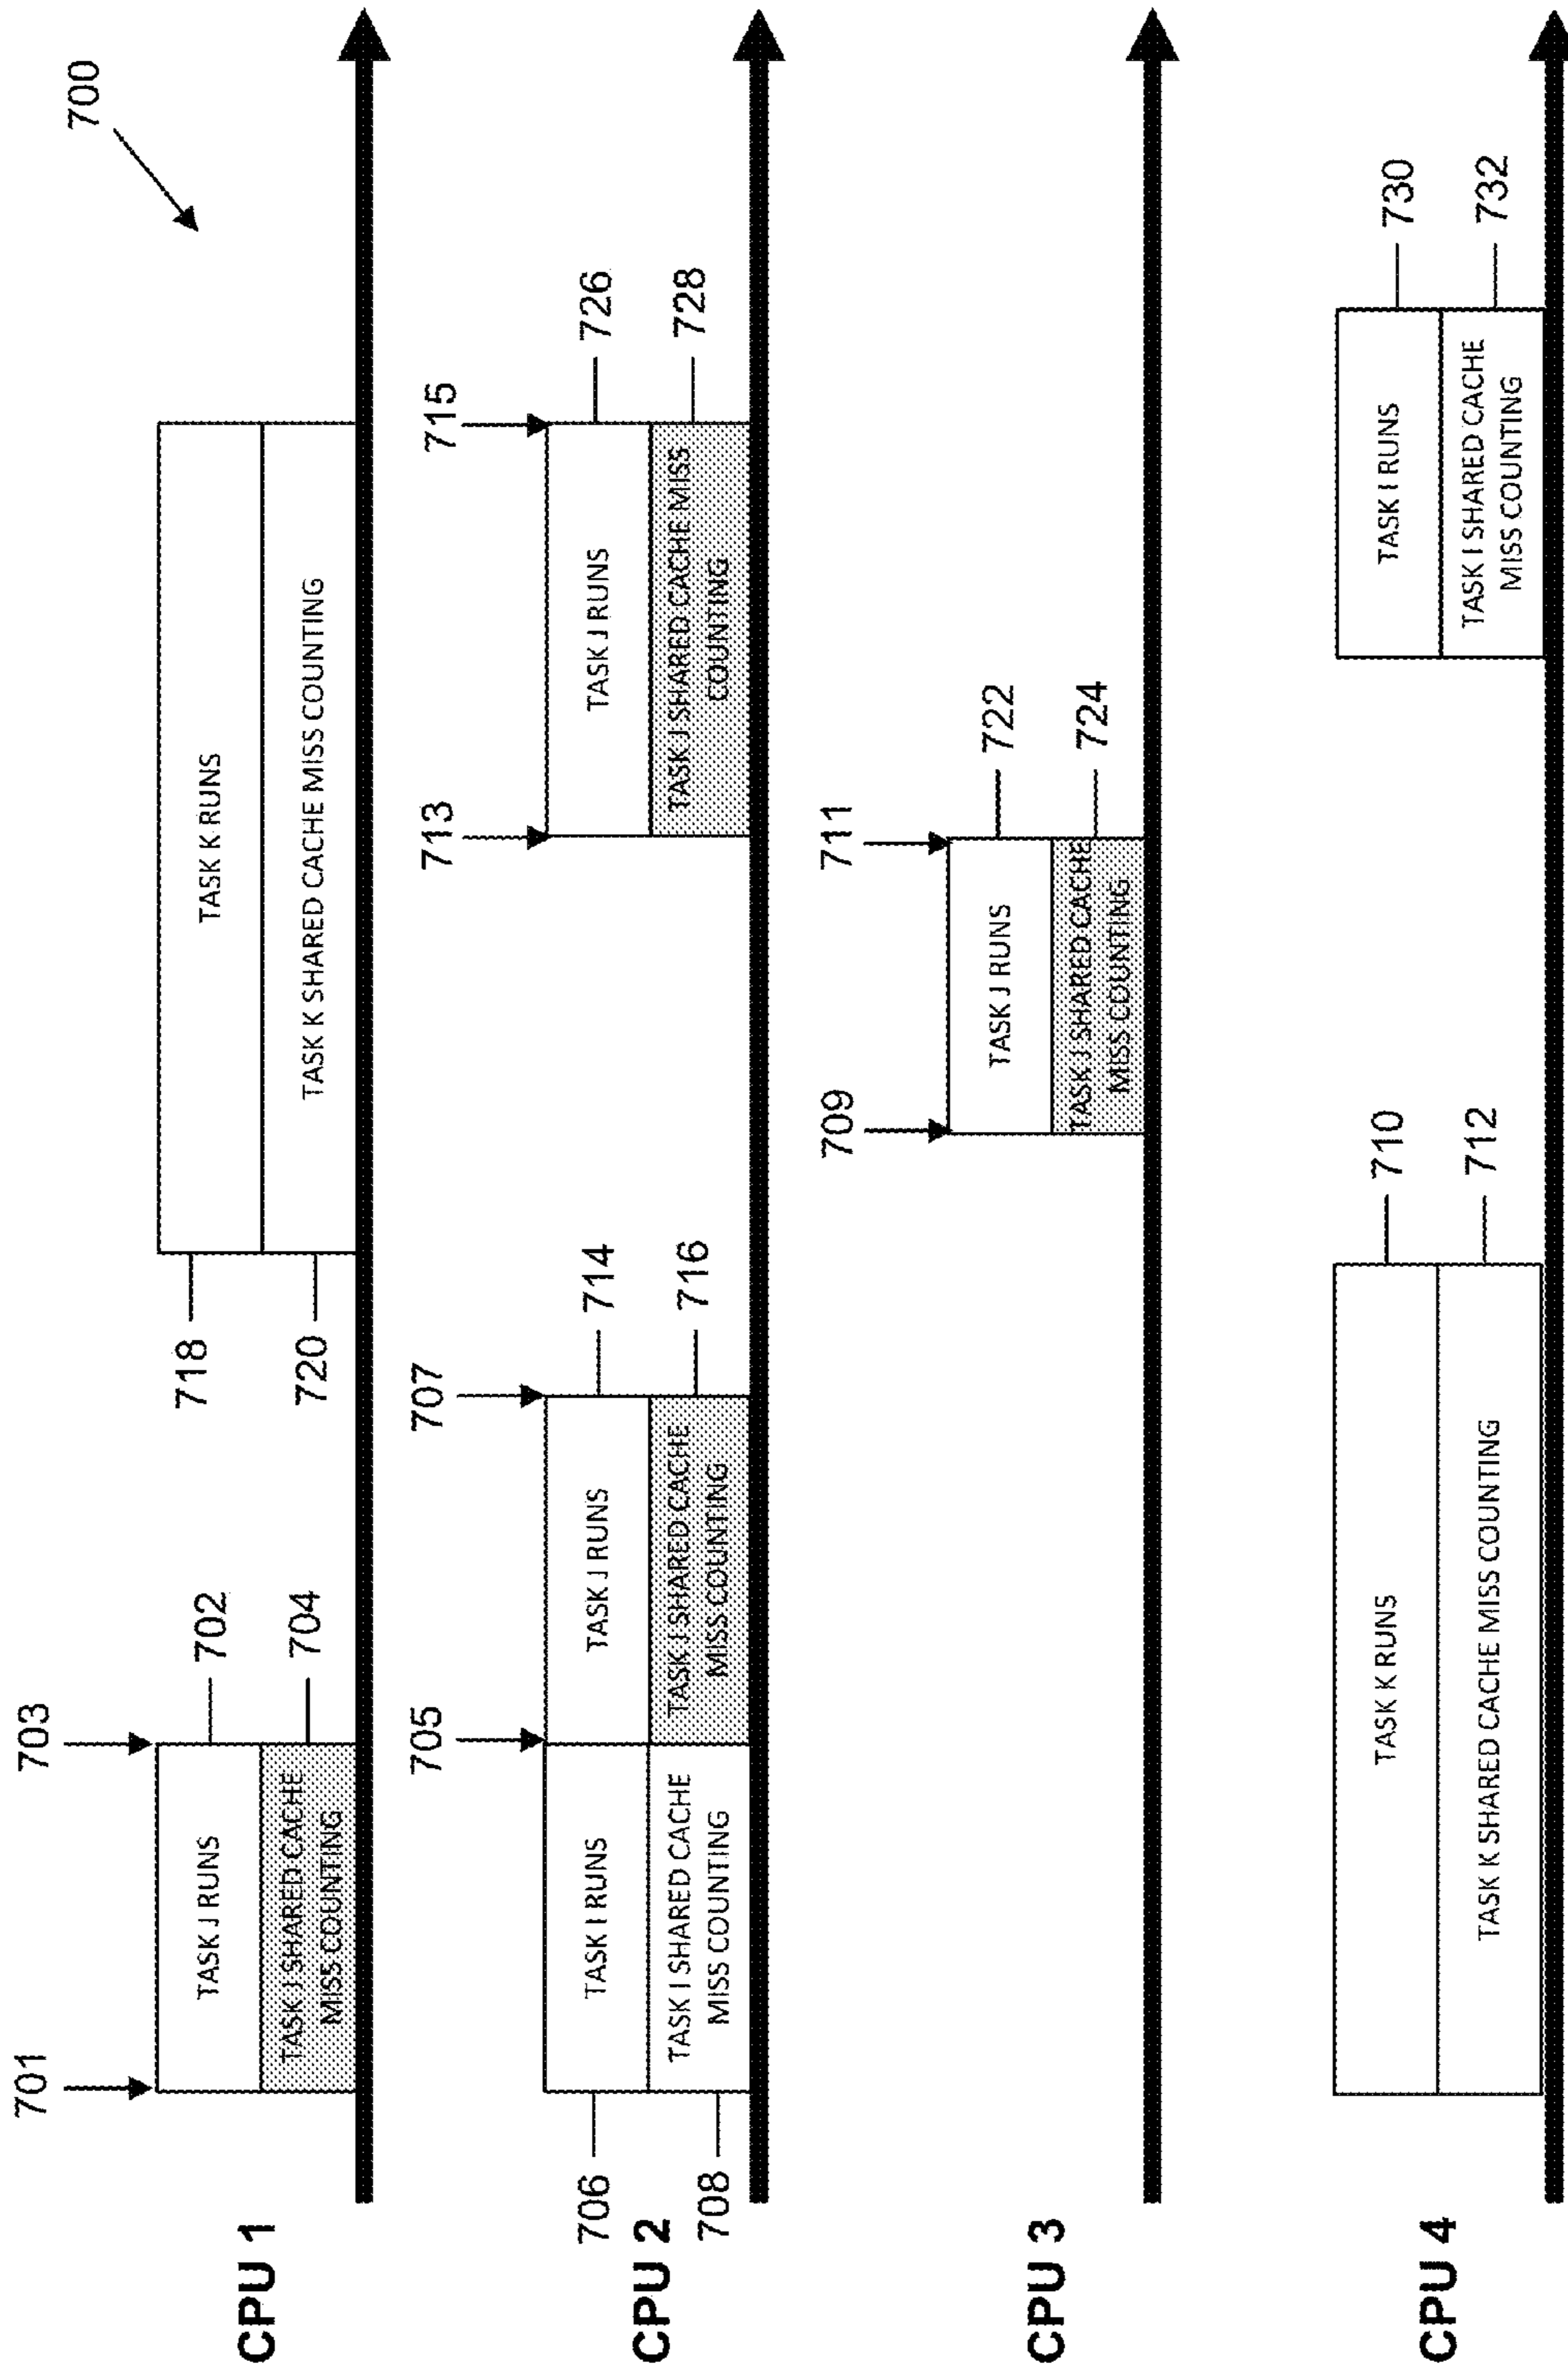 700
CPU 1
701
703
TASK J RUNS
702
TASK J SHARED CACHE
MISS COUNTING
704
718
TASK K RUNS
720
TASK K SHARED CACHE MISS COUNTING
CPU 2
705
707
713
715
706
TASK I RUNS
708
TASK I SHARED CACHE
MISS COUNTING
TASK J RUNS
714
TASK J SHARED CACHE
MISS COUNTING
716
TASK J RUNS
726
TASK J SHARED CACHE MISS
COUNTING
728
CPU 3
709
711
TASK J RUNS
722
TASK J SHARED CACHE
MISS COUNTING
724
CPU 4
TASK K RUNS
710
TASK K SHARED CACHE MISS COUNTING
712
TASK I RUNS
730
TASK I SHARED CACHE
MISS COUNTING
732